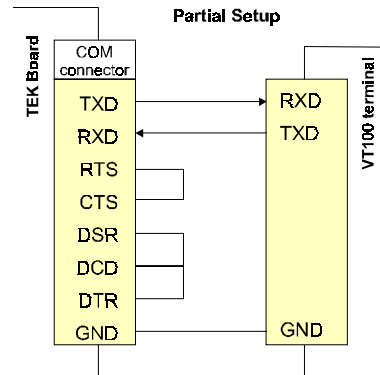 Partial Setup
TEK Board
COM
connector
TXD
RXD
RTS
CTS
DSR
DCD
DTR
GND
RXD
TXD
GND
VT100 terminal